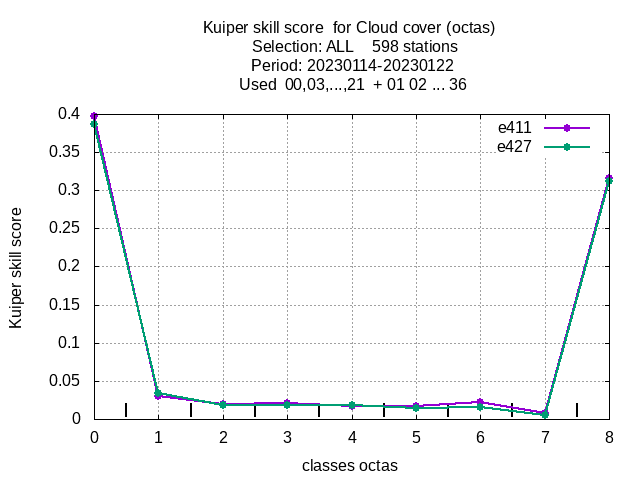 Kuiper skill score  for Cloud cover (octas)
Selection: ALL    598 stations
Period: 20230114-20230122
Used  00,03,...,21  + 01 02 ... 36
e411
e427
Kuiper skill score
0.4
0.35
0.3
0.25
0.2
0.15
0.1
0.05
0
0 1 2 3 4 5 6 7 8
classes octas